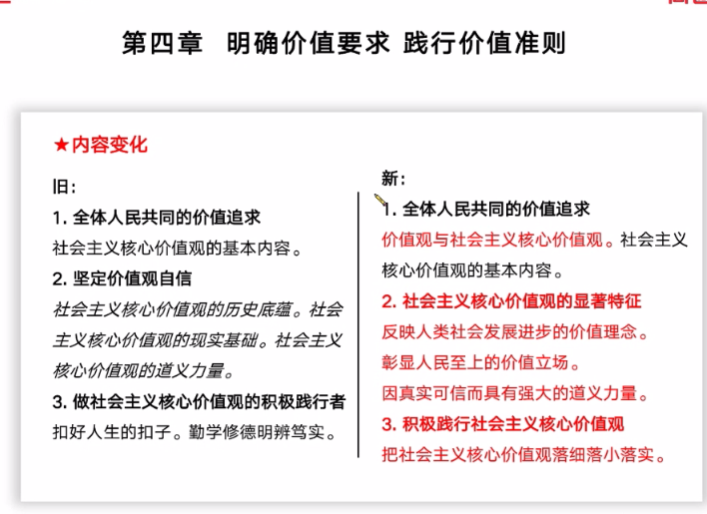 第四章 明确价值要求 践行价值准则
★内容变化
旧：
1. 全体人民共同的价值追求
社会主义核心价值观的基本内容。
2. 坚定价值观自信
社会主义核心价值观的历史底蕴。社会
主义核心价值观的现实基础。社会主义
核心价值观的道义力量。
3. 做社会主义核心价值观的积极践行者
扣好人生的扣子。勤学修德明辨笃实。
新：
1. 全体人民共同的价值追求
价值观与社会主义核心价值观。社会主义
核心价值观的基本内容。
2. 社会主义核心价值观的显著特征
反映人类社会发展进步的价值理念。
彰显人民至上的价值立场。
因真实可信而具有强大的道义力量。
3. 积极践行社会主义核心价值观
把社会主义核心价值观落细落小落实。